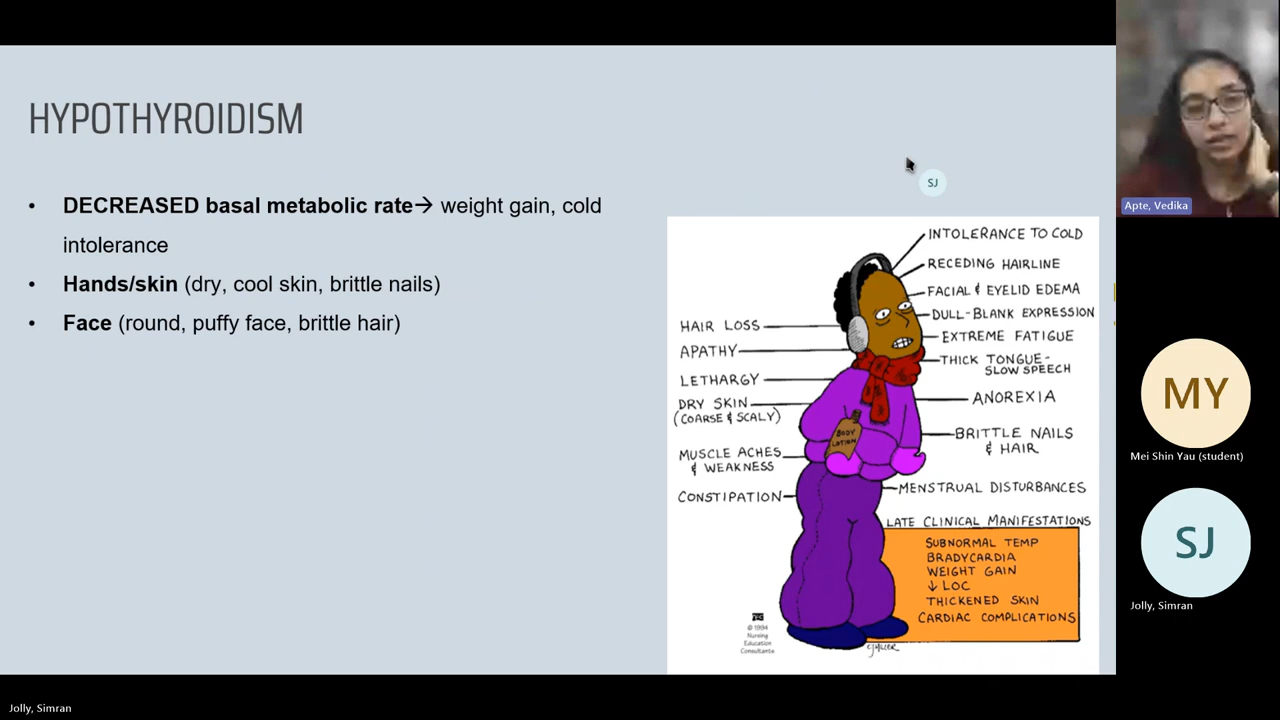 HYPOTHYROIDISM
• DECREASED basal metabolic rate→ weight gain, cold
intolerance
• Hands/skin (dry, cool skin, brittle nails)
• Face (round, puffy face, brittle hair)
SJ
INTOLERANCE TO COLD
RECEDING HAIRLINE
FACIAL & EYELID EDEMA
DULL-BLANK EXPRESSION
EXTREME FATIGUE
THICK TONGUE-
SLOW SPEECH
ANOREXIA
BRITTLE NAILS
& HAIR
MENSTRUAL DISTURBANCES
HAIR LOSS
APATHY
LETHARGY
DRY SKIN
(COARSE & SCALY)
MUSCLE ACHES
& WEAKNESS
CONSTIPATION
BODY
LOTION
LATE CLINICAL MANIFESTATIONS
SUBNORMAL TEMP
BRADYCARDIA
WEIGHT GAIN
↓ LOC
THICKENED SKIN
CARDIAC COMPLICATIONS
© 1994
Nursing
Education
Consultants
Apte, Vedika
MY
Mei Shin Yau (student)
SJ
Jolly, Simran
Jolly, Simran